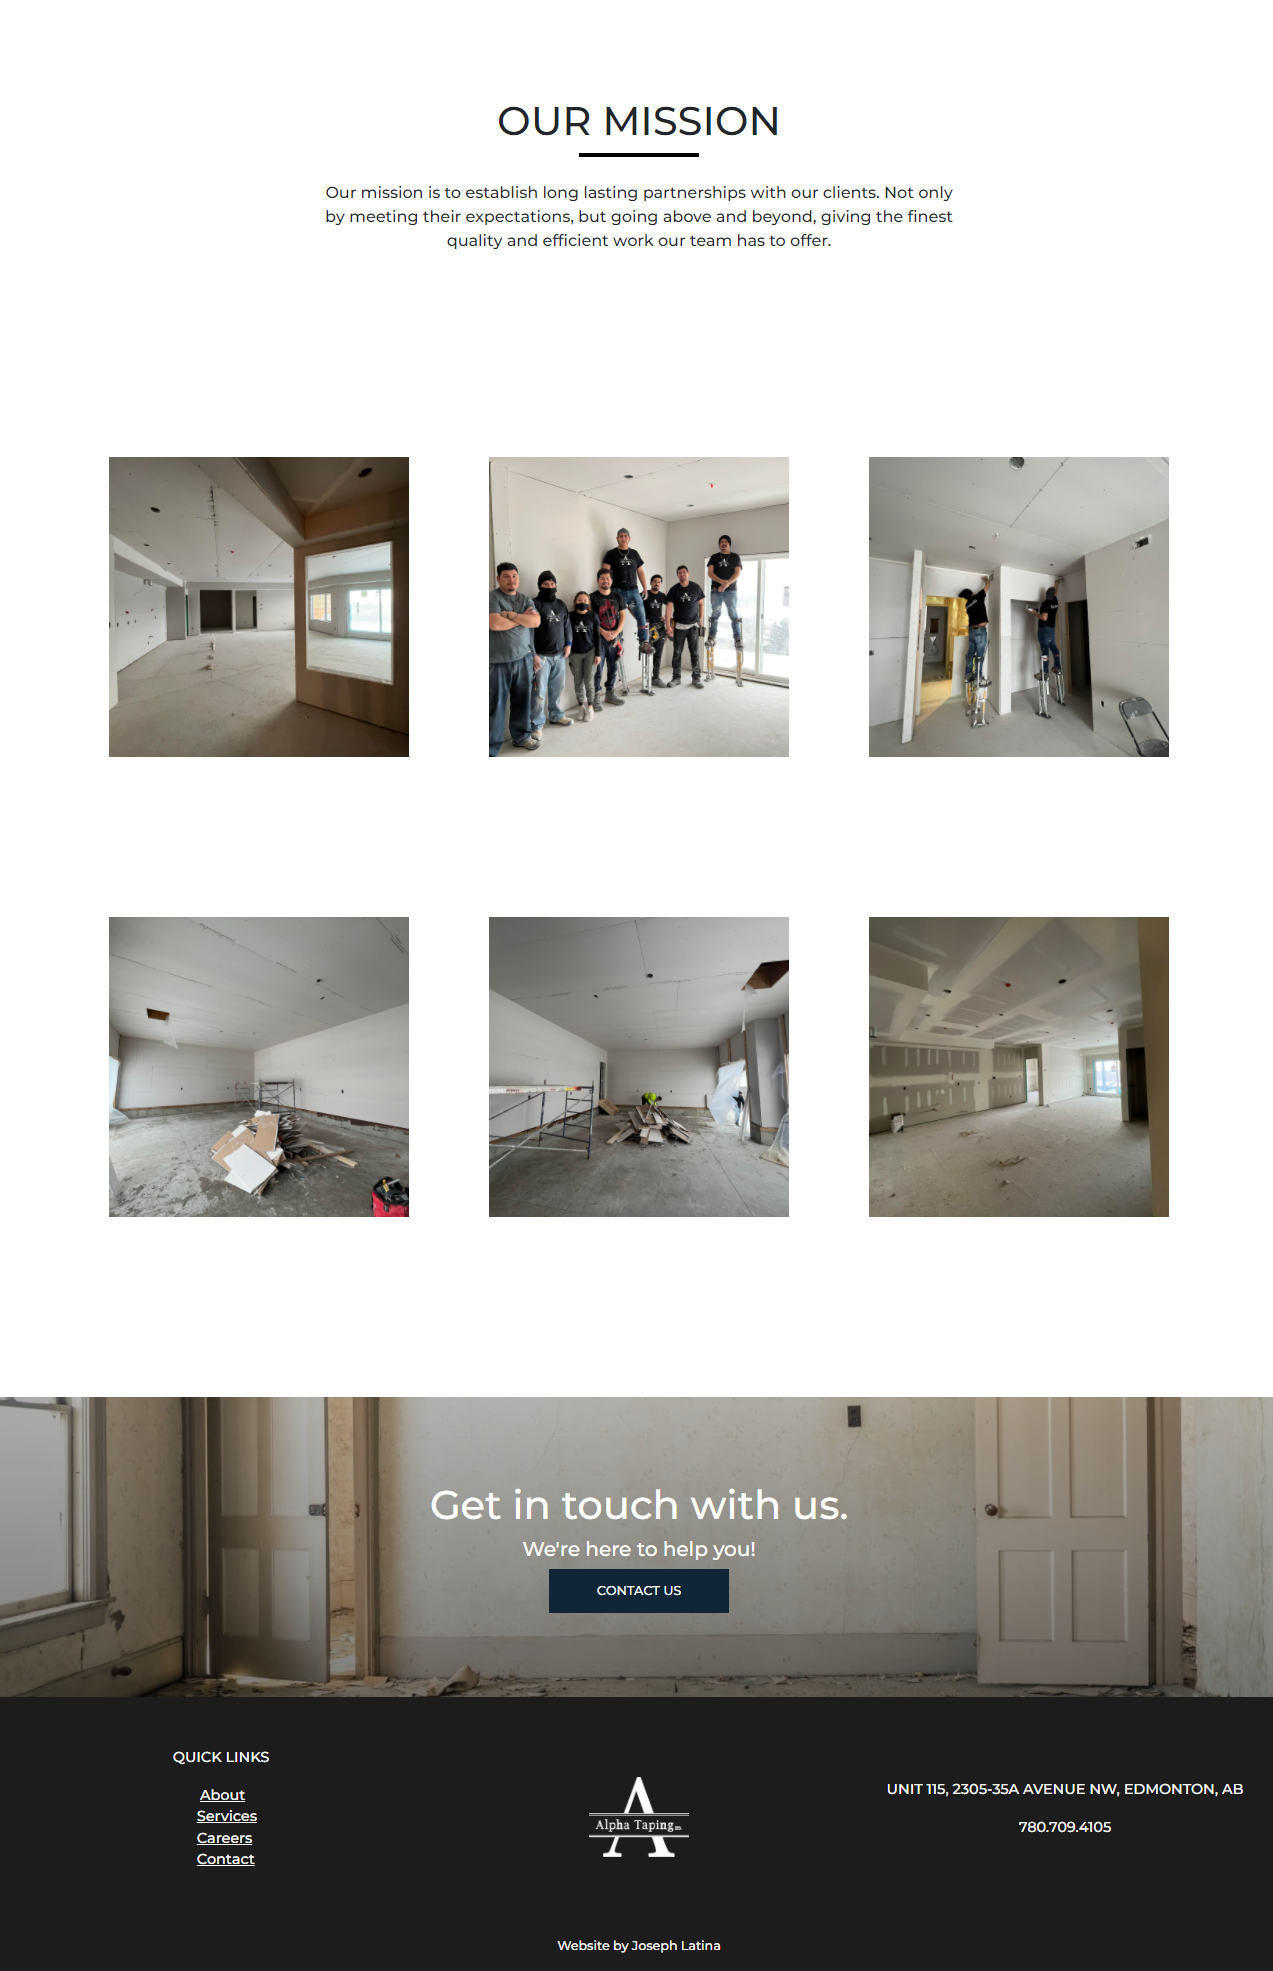 OUR MISSION
Our mission is to establish long lasting partnerships with our clients. Not only
by meeting their expectations, but going above and beyond, giving the finest
quality and efficient work our team has to offer.
Get in touch with us.
We're here to help you!
CONTACT US
QUICK LINKS
About
Services
Careers
Contact
Alpha Taping
UNIT 115, 2305-35A AVENUE NW, EDMONTON, AB
780.709.4105
Website by Joseph Latina